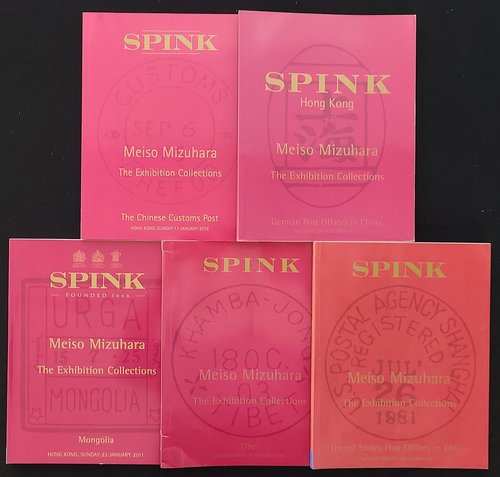 SPINK
CUSTOMS
SEP 6
CHEFO
Meiso Mizuhara
The Exhibition Collections
The Chinese Customs Post
SPINK
Hong Kong
Meiso Mizuhara
The Exhibition Collections
German Post Offices in China
SPINK
FOUNDED 1666
URGA
MONGOLIA
Meiso Mizuhara
The Exhibition Collections
Mongolia
HONG KONG, SUNDAY 23 JANUARY 2011
SPINK
KHAMBA-JONG
Meiso Mizuhara
The Exhibition Collections
Tibet
SPINK
POSTAL AGENCY SHANGHAI
REGISTERED
1881
Meiso Mizuhara
The Exhibition Collections
United States Post Offices in China